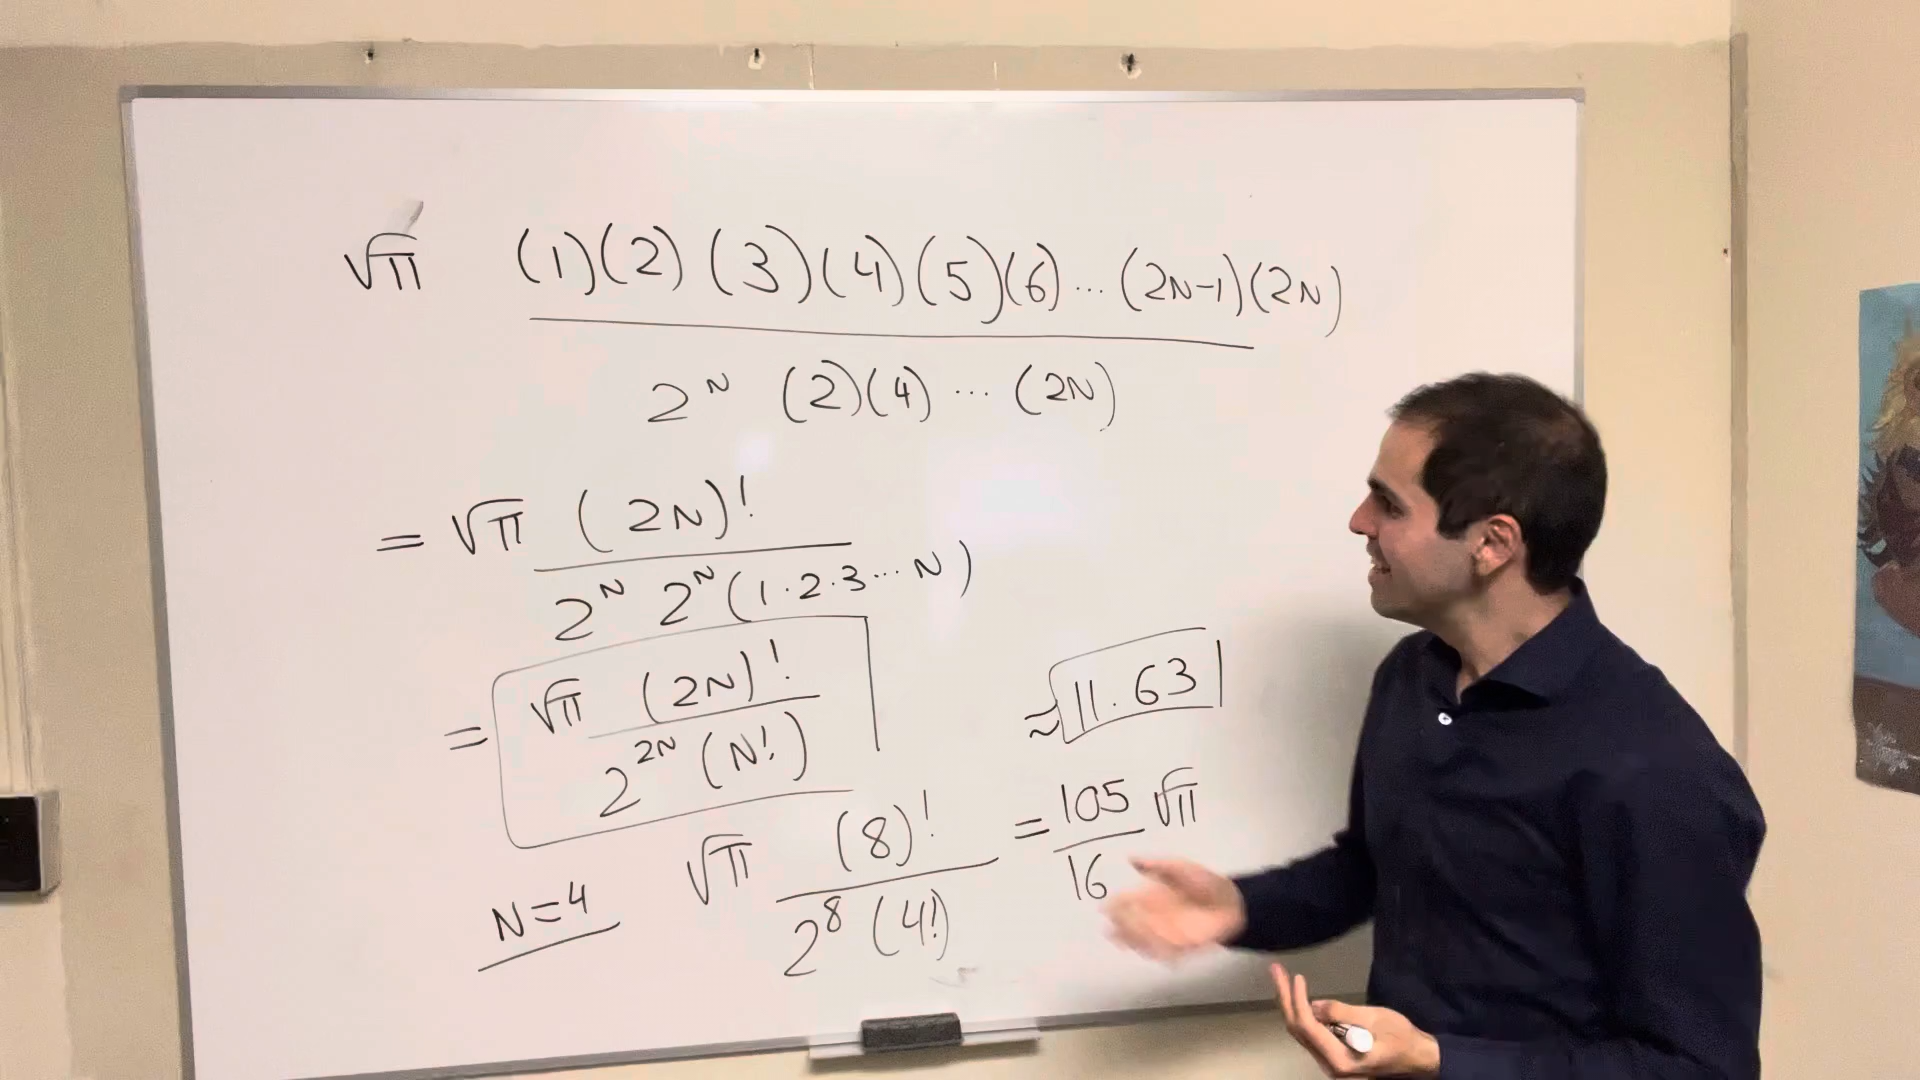 √π (1)(2)(3)(4)(5)(6)...(2N-1)(2N)
2^N (2)(4)...(2N)
= √π (2N)!
2^N 2^N (1·2·3...N)
= √π (2N)!
2^2N (N!)
≈ 11.63
N=4 √π (8)! = 105 √π
2^8 (4!) 16